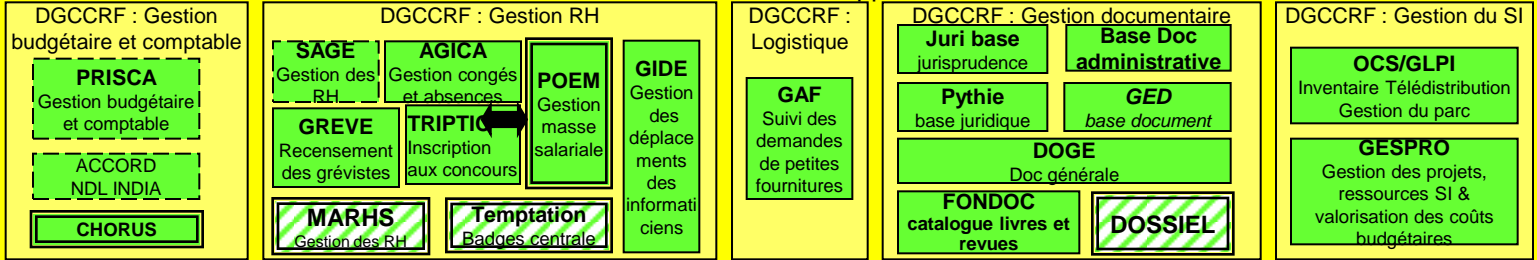 DGCCRF : Gestion
budgétaire et comptable
PRISCA
Gestion budgétaire
et comptable
ACCORD
NDL INDIA
CHORUS
DGCCRF : Gestion RH
SAGE
Gestion des
RH
AGICA
Gestion congés
et absences
POEM
Gestion
masse
salariale
GIDE
Gestion
des
déplace
ments
des
informati
ciens
GREVE
Recensement
des grévistes
TRIPTIC
Inscription
aux concours
MARHS
Gestion des RH
Temptation
Badges centrale
DGCCRF :
Logistique
GAF
Suivi des
demandes
de petites
fournitures
DGCCRF : Gestion documentaire
Juri base
jurisprudence
Base Doc
administrative
Pythie
base juridique
GED
base document
DOGE
Doc générale
FONDOC
catalogue livres et
revues
DOSSIEL
DGCCRF : Gestion du SI
OCS/GLPI
Inventaire Télédistribution
Gestion du parc
GESPRO
Gestion des projets,
ressources SI &
valorisation des coûts
budgétaires